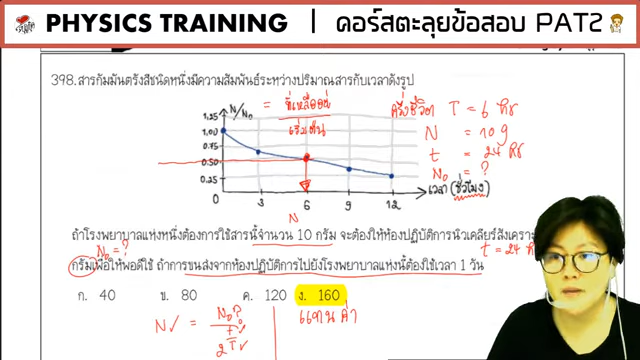 PHYSICS TRAINING | คอร์สตะลุยข้อสอบ PAT2
398. สารกัมมันตรังสีชนิดหนึ่งมีความสัมพันธ์ระหว่างปริมาณสารกับเวลาดังรูป
N/N₀
1.25
1.00
0.75
0.50
0.25
0
3
6
9
12
เวลา (ชั่วโมง)
= ที่เหลืออยู่
เริ่มต้น
N
ครึ่งชีวิต T = 6 hr
N = 10 g
t = 24 hr
N₀ = ?
ถ้าโรงพยาบาลแห่งหนึ่งต้องการใช้สารนี้จำนวน 10 กรัม จะต้องให้ห้องปฏิบัติการนิวเคลียร์สังเคราะ
N₀ = ?
t = 24 h
กรัมเพื่อให้พอดีใช้ ถ้าการขนส่งจากห้องปฏิบัติการไปยังโรงพยาบาลแห่งนี้ต้องใช้เวลา 1 วัน
ก. 40 ข. 80 ค. 120 ง. 160
N✓ = N₀?
2 t/T ✓
แทนค่า